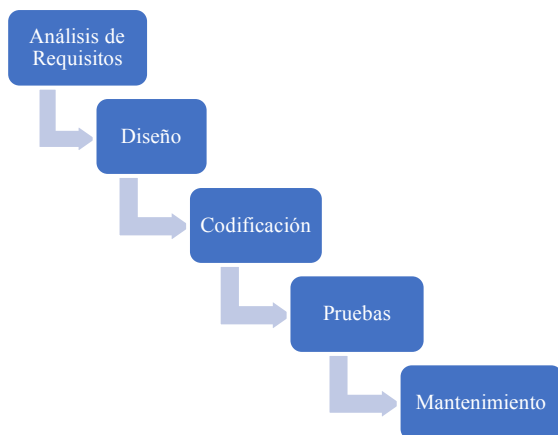 Análisis de
Requisitos
Diseño
Codificación
Pruebas
Mantenimiento